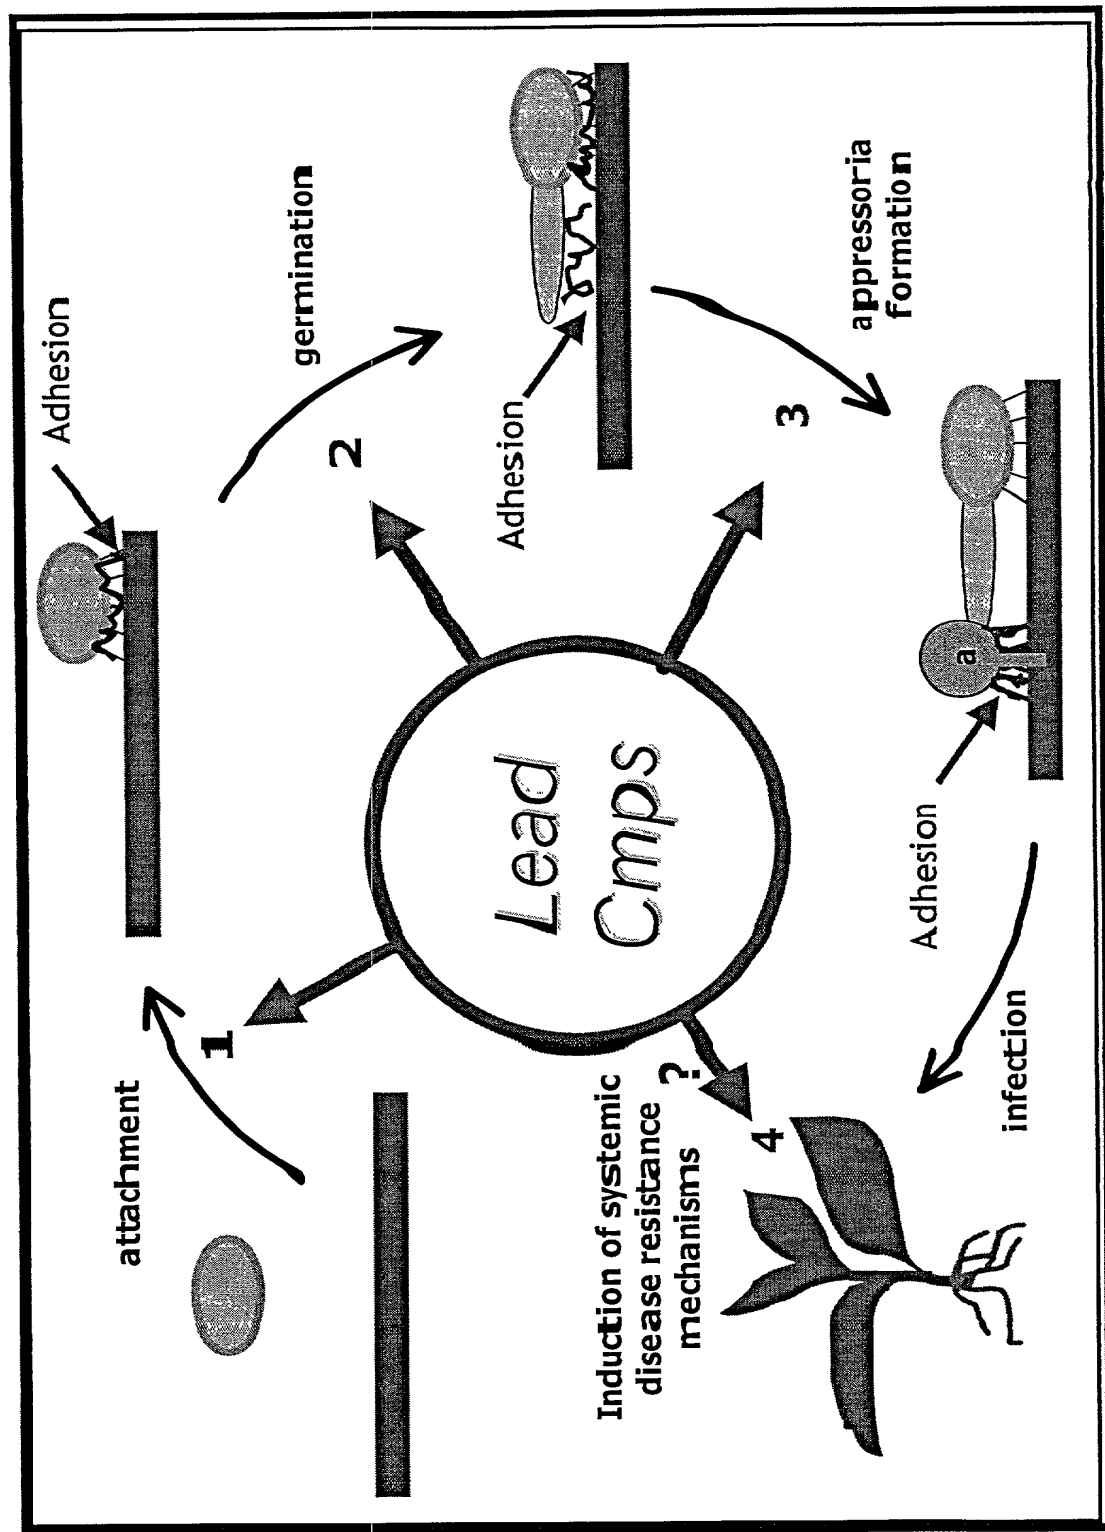 attachment
1
Adhesion
germination
2
Adhesion
appressoria
formation
3
a
Adhesion
infection
Lead
Cmps
?
4
Induction of systemic
disease resistance
mechanisms